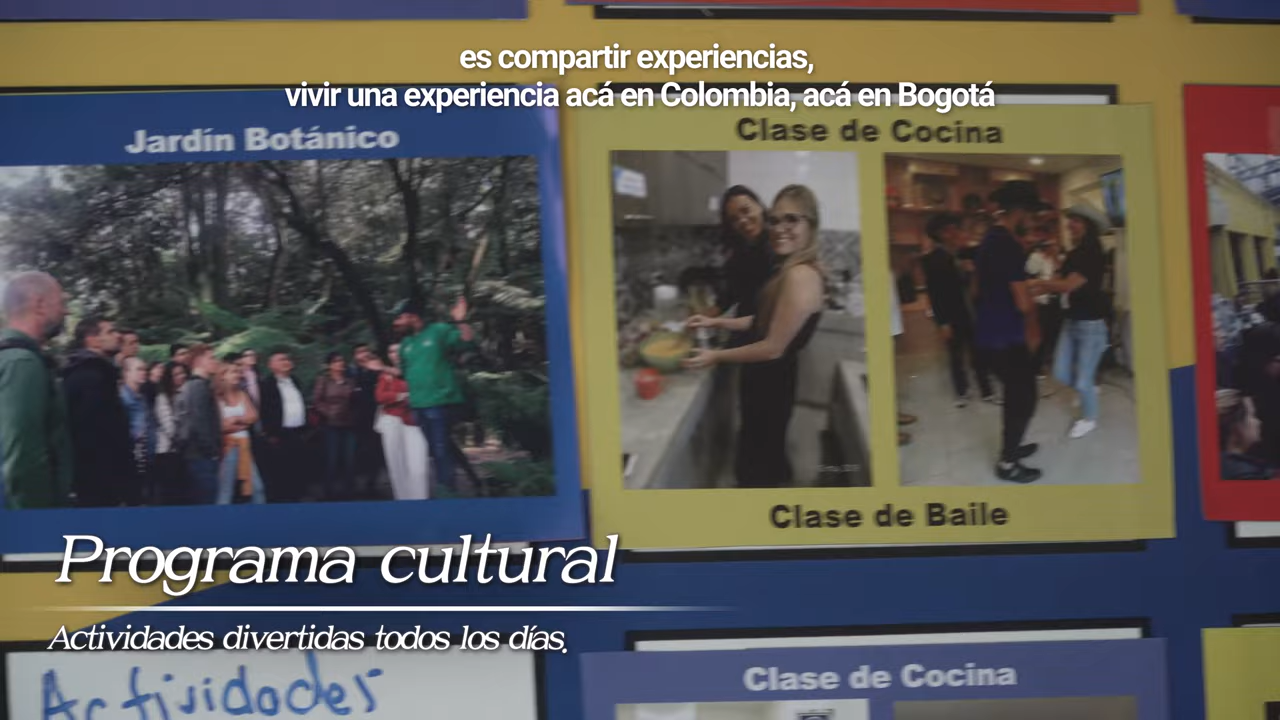 es compartir experiencias,
vivir una experiencia acá en Colombia, acá en Bogotá
Jardín Botánico
Clase de Cocina
Clase de Baile
Programa cultural
Actividades divertidas todos los días.
Actividades
Clase de Cocina